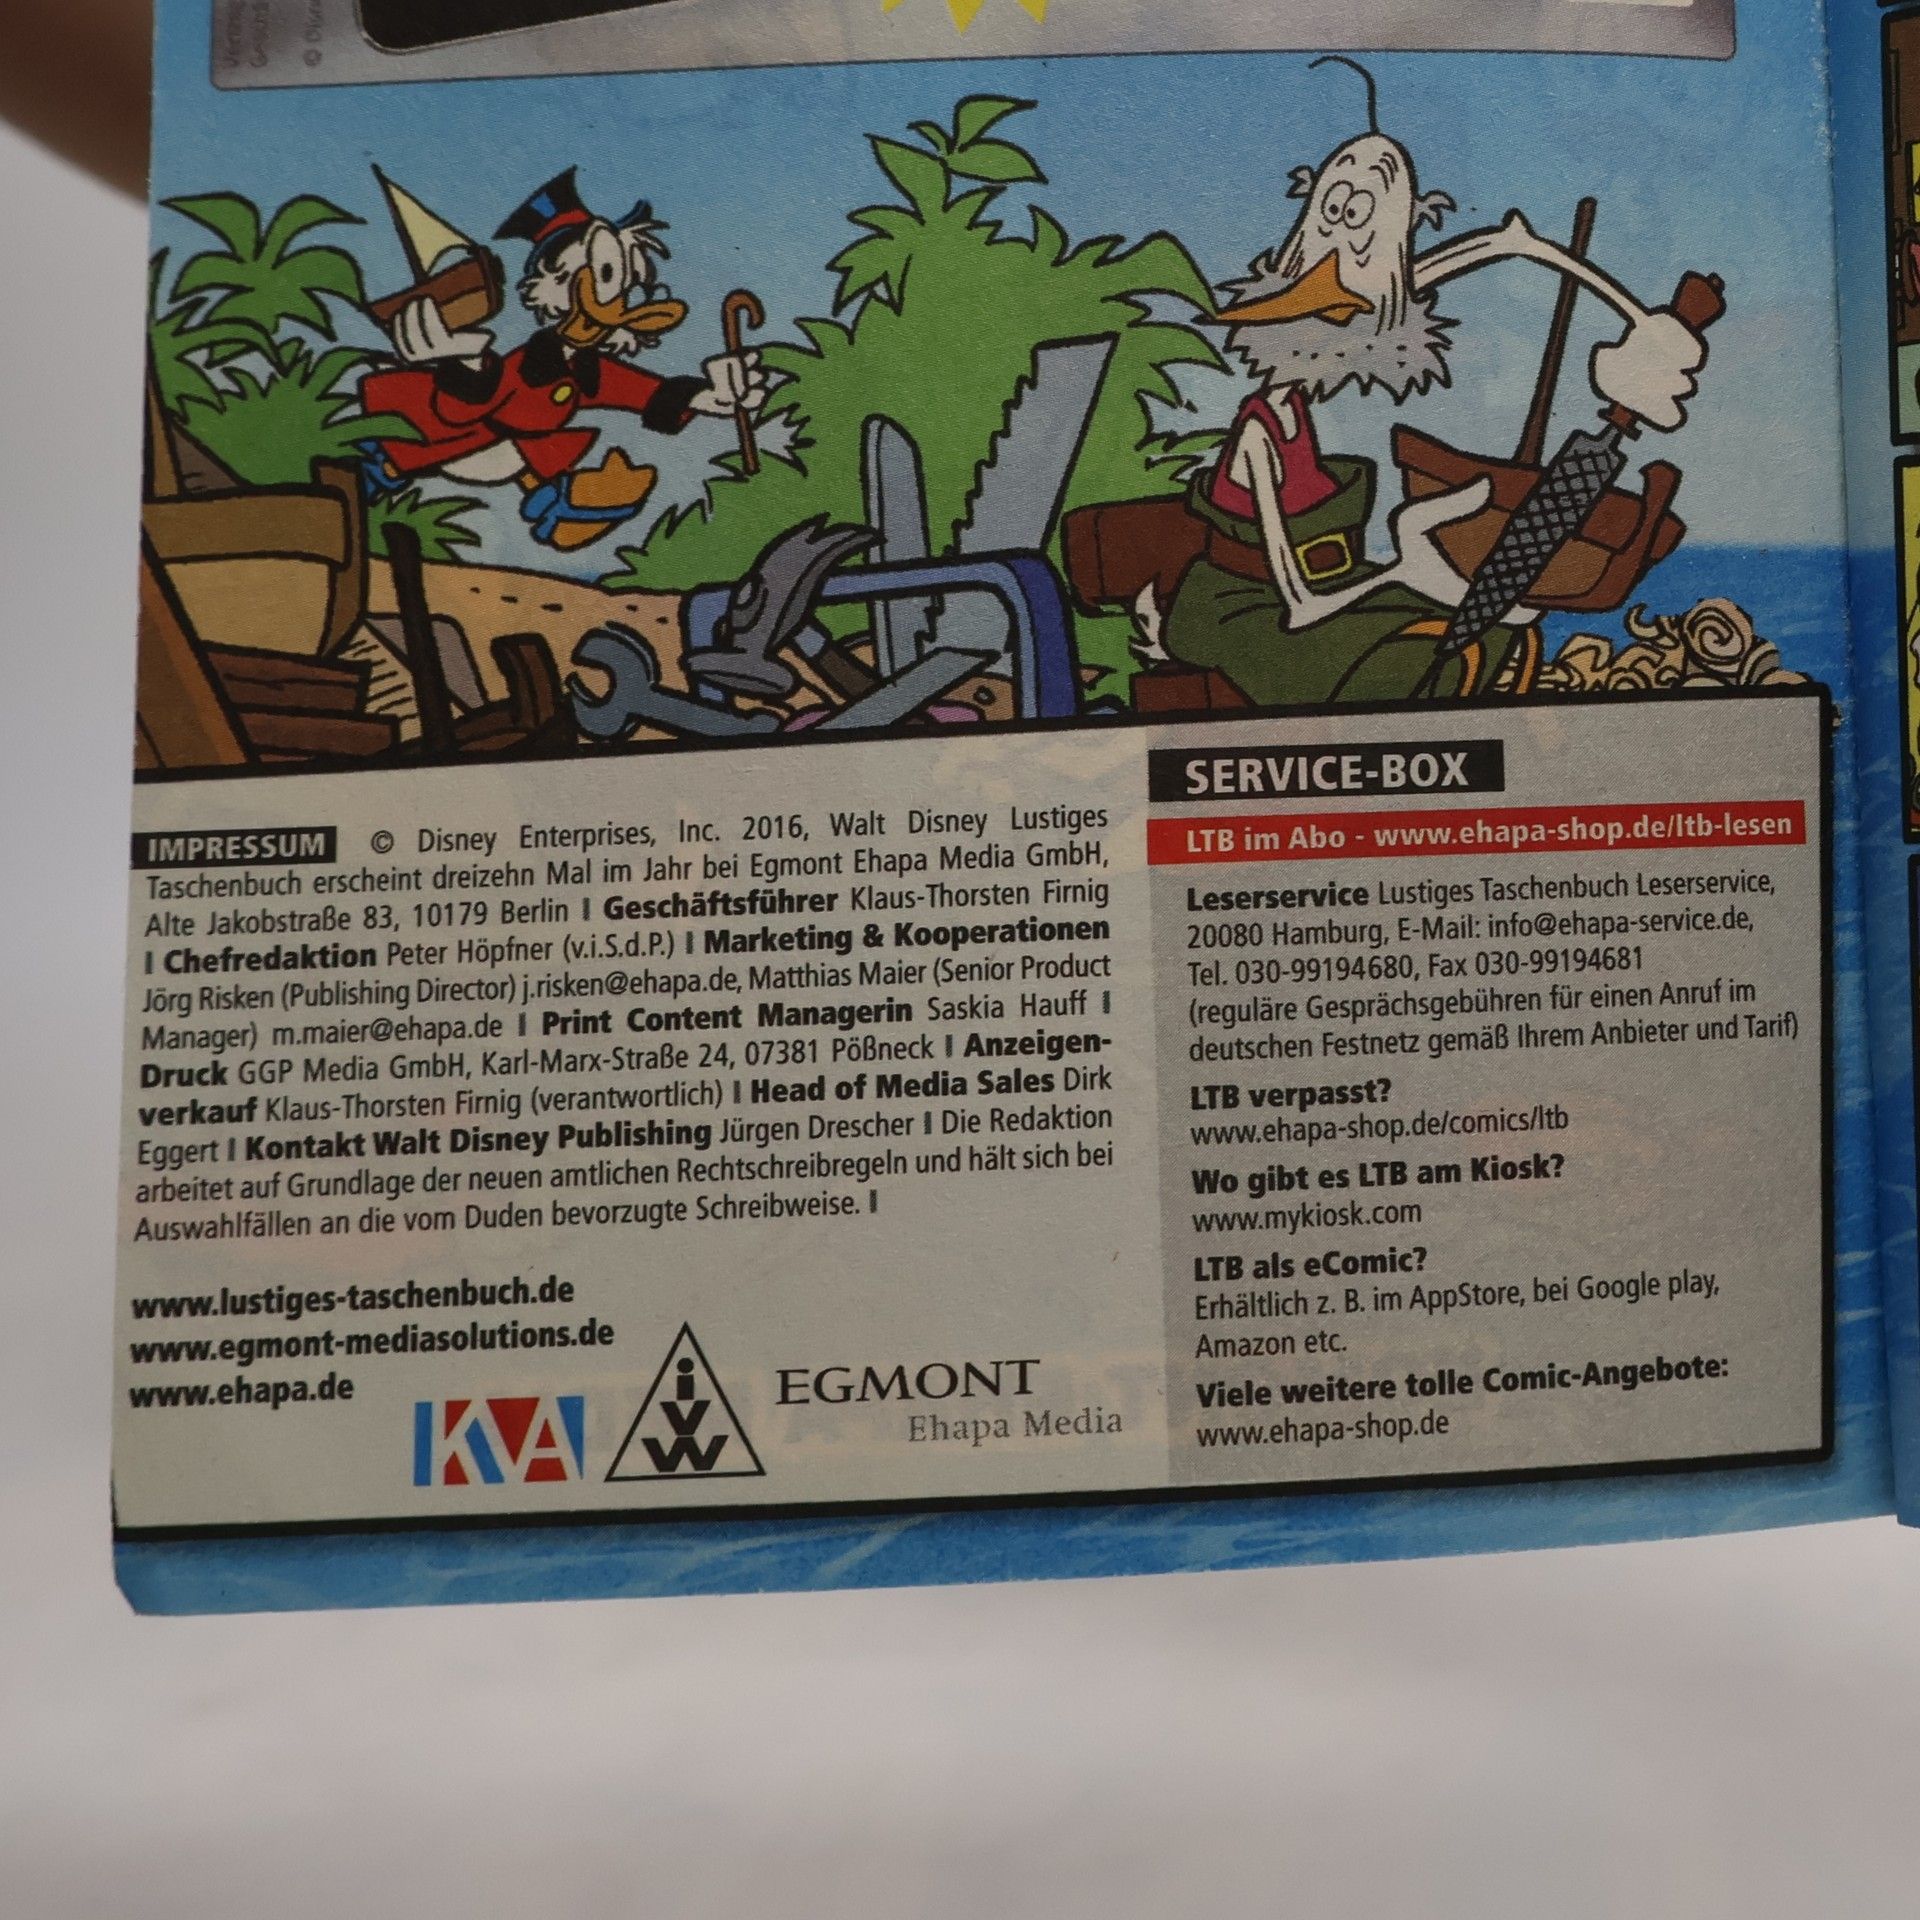 IMPRESSUM © Disney Enterprises, Inc. 2016, Walt Disney Lustiges
Taschenbuch erscheint dreizehn Mal im Jahr bei Egmont Ehapa Media GmbH,
Alte Jakobstraße 83, 10179 Berlin | Geschäftsführer Klaus-Thorsten Firnig
| Chefredaktion Peter Höpfner (v.i.S.d.P.) | Marketing & Kooperationen
Jörg Risken (Publishing Director) j.risken@ehapa.de, Matthias Maier (Senior Product
Manager) m.maier@ehapa.de | Print Content Managerin Saskia Hauff |
Druck GGP Media GmbH, Karl-Marx-Straße 24, 07381 Pößneck | Anzeigen-
verkauf Klaus-Thorsten Firnig (verantwortlich) | Head of Media Sales Dirk
Eggert | Kontakt Walt Disney Publishing Jürgen Drescher | Die Redaktion
arbeitet auf Grundlage der neuen amtlichen Rechtschreibregeln und hält sich bei
Auswahlfällen an die vom Duden bevorzugte Schreibweise. |
www.lustiges-taschenbuch.de
www.egmont-mediasolutions.de
www.ehapa.de
KVA
iVW
EGMONT
Ehapa Media
SERVICE-BOX
LTB im Abo - www.ehapa-shop.de/ltb-lesen
Leserservice Lustiges Taschenbuch Leserservice,
20080 Hamburg, E-Mail: info@ehapa-service.de,
Tel. 030-99194680, Fax 030-99194681
(reguläre Gesprächsgebühren für einen Anruf im
deutschen Festnetz gemäß Ihrem Anbieter und Tarif)
LTB verpasst?
www.ehapa-shop.de/comics/ltb
Wo gibt es LTB am Kiosk?
www.mykiosk.com
LTB als eComic?
Erhältlich z. B. im AppStore, bei Google play,
Amazon etc.
Viele weitere tolle Comic-Angebote:
www.ehapa-shop.de